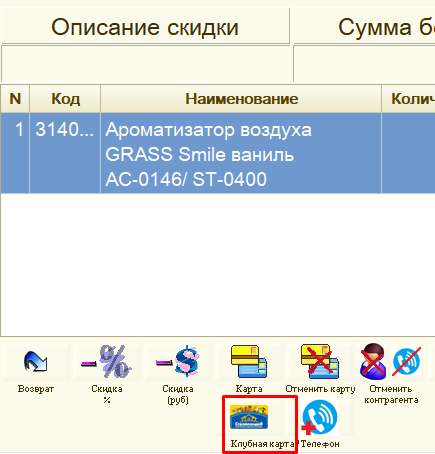 Описание скидки Сумма бо
N Код Наименование Колич
1 3140... Ароматизатор воздуха
GRASS Smile ваниль
AC-0146/ ST-0400
Возврат Скидка % Скидка (руб) Карта Отменить карту Отменить контрагента
Клубная карта Телефон